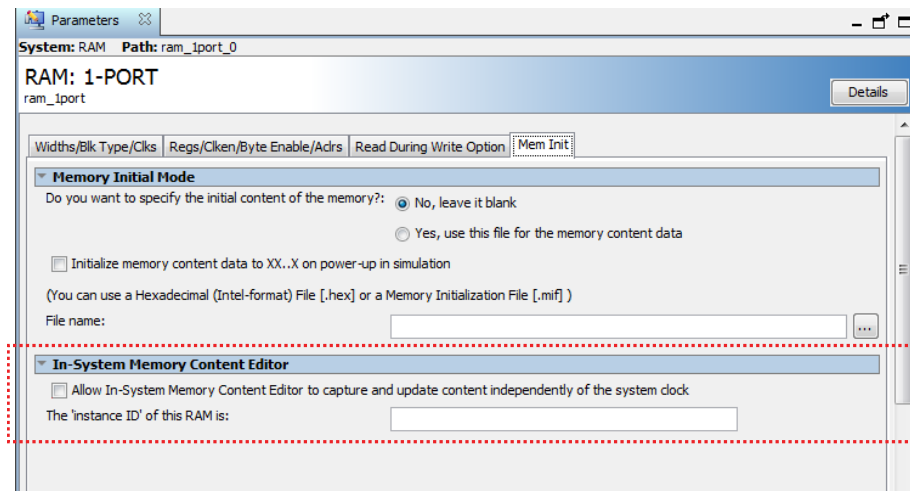 Parameters
System: RAM Path: ram_1port_0
RAM: 1-PORT
ram_1port
Details
Widths/Blk Type/Clks Regs/Clken/Byte Enable/Aclrs Read During Write Option Mem Init
Memory Initial Mode
Do you want to specify the initial content of the memory?: No, leave it blank
Yes, use this file for the memory content data
Initialize memory content data to XX..X on power-up in simulation
(You can use a Hexadecimal (Intel-format) File [.hex] or a Memory Initialization File [.mif] )
File name:
...
In-System Memory Content Editor
Allow In-System Memory Content Editor to capture and update content independently of the system clock
The 'instance ID' of this RAM is: